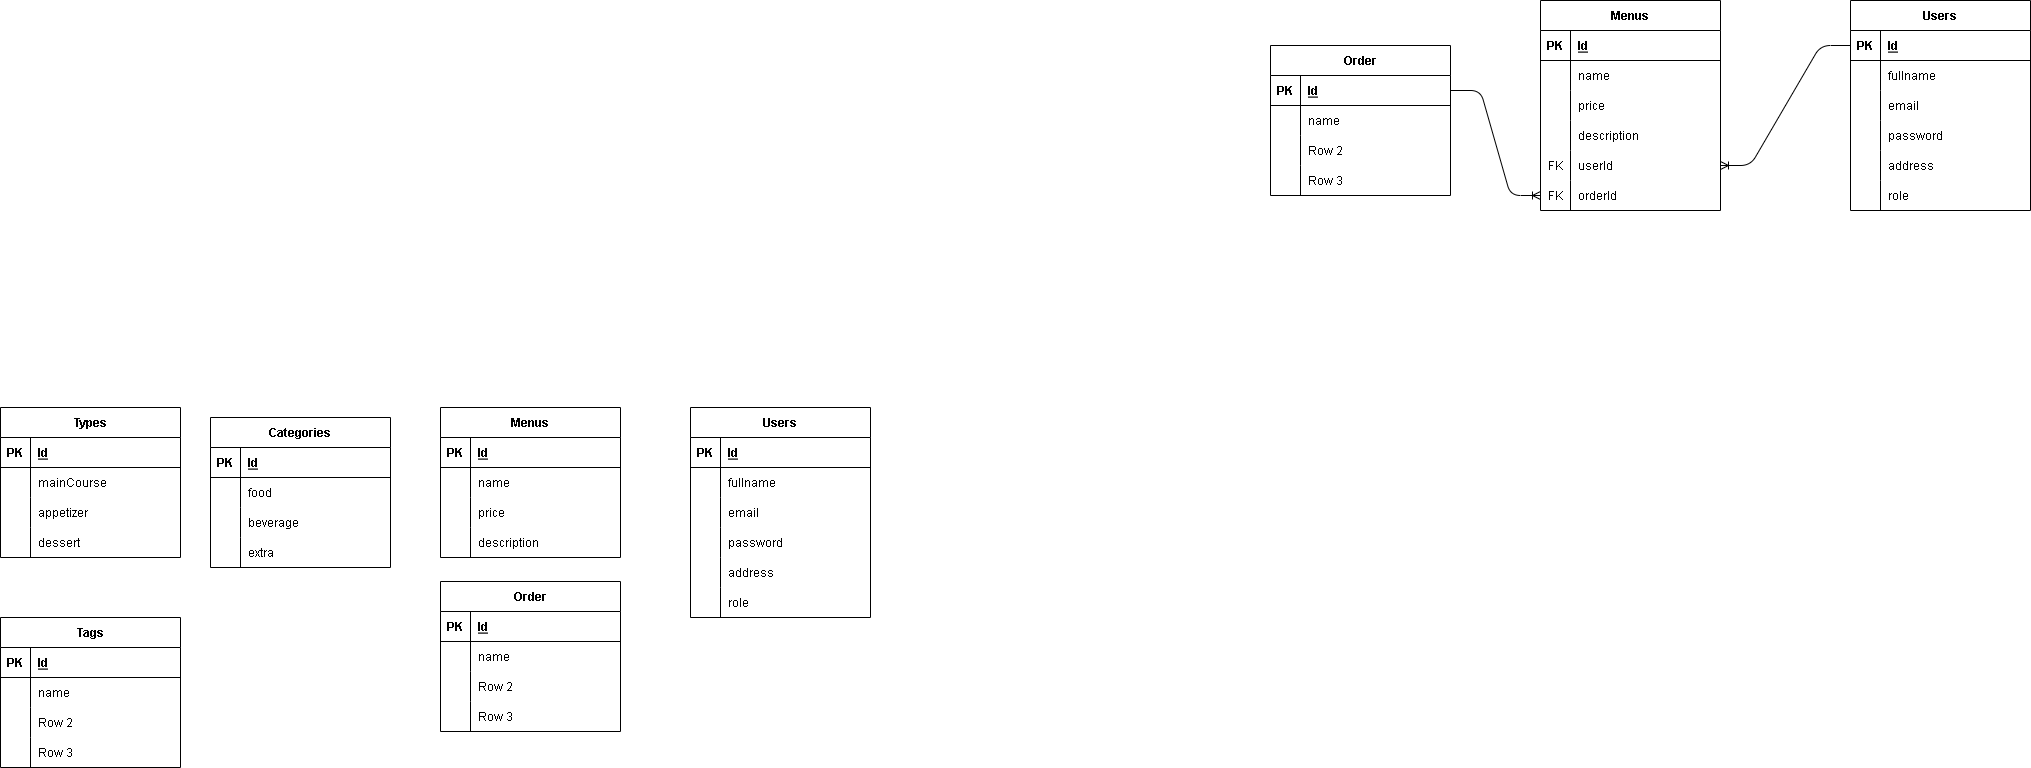 Order
PK Id
name
Row 2
Row 3
Menus
PK Id
name
price
description
FK userId
FK orderId
Users
PK Id
fullname
email
password
address
role
Types
PK Id
mainCourse
appetizer
dessert
Categories
PK Id
food
beverage
extra
Menus
PK Id
name
price
description
Users
PK Id
fullname
email
password
address
role
Order
PK Id
name
Row 2
Row 3
Tags
PK Id
name
Row 2
Row 3